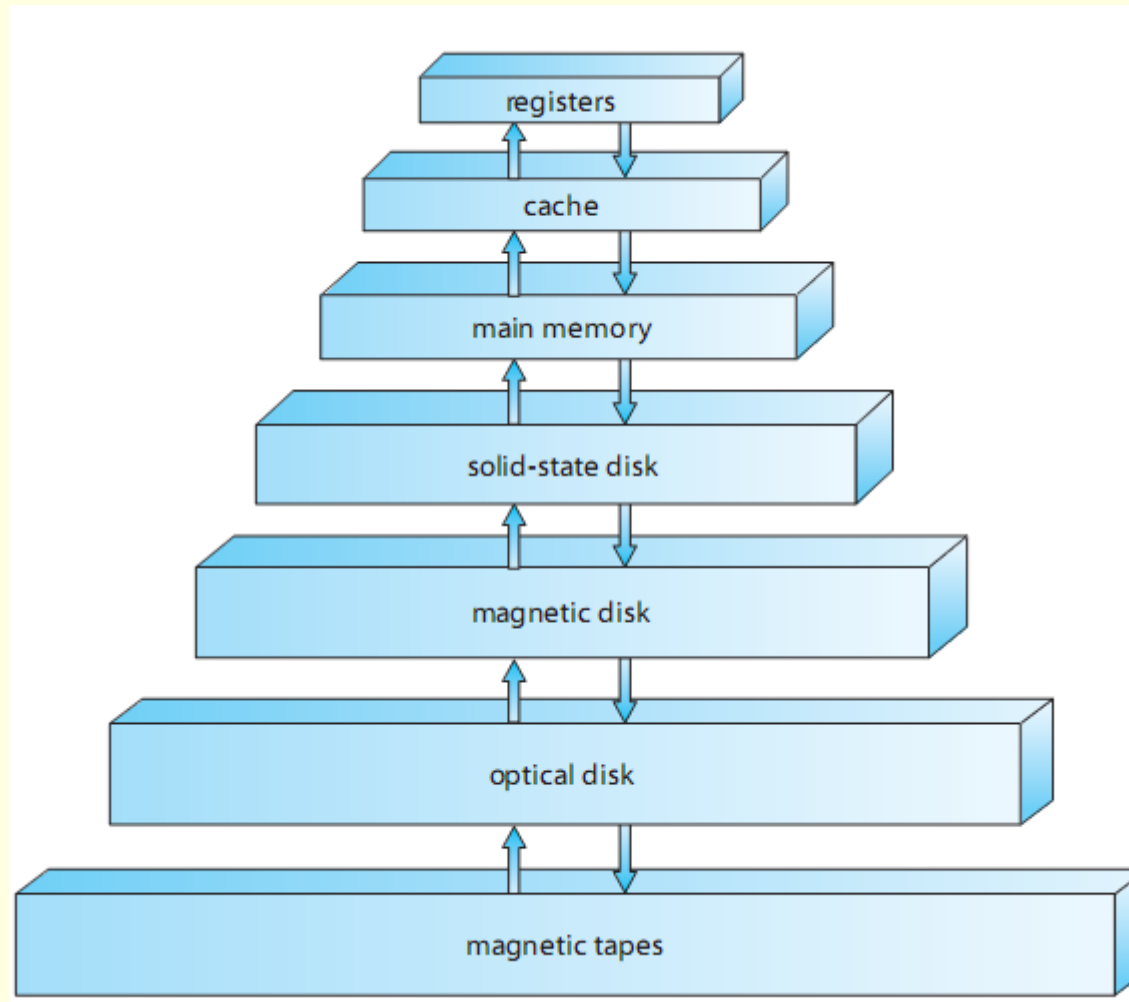 registers
cache
main memory
solid-state disk
magnetic disk
optical disk
magnetic tapes